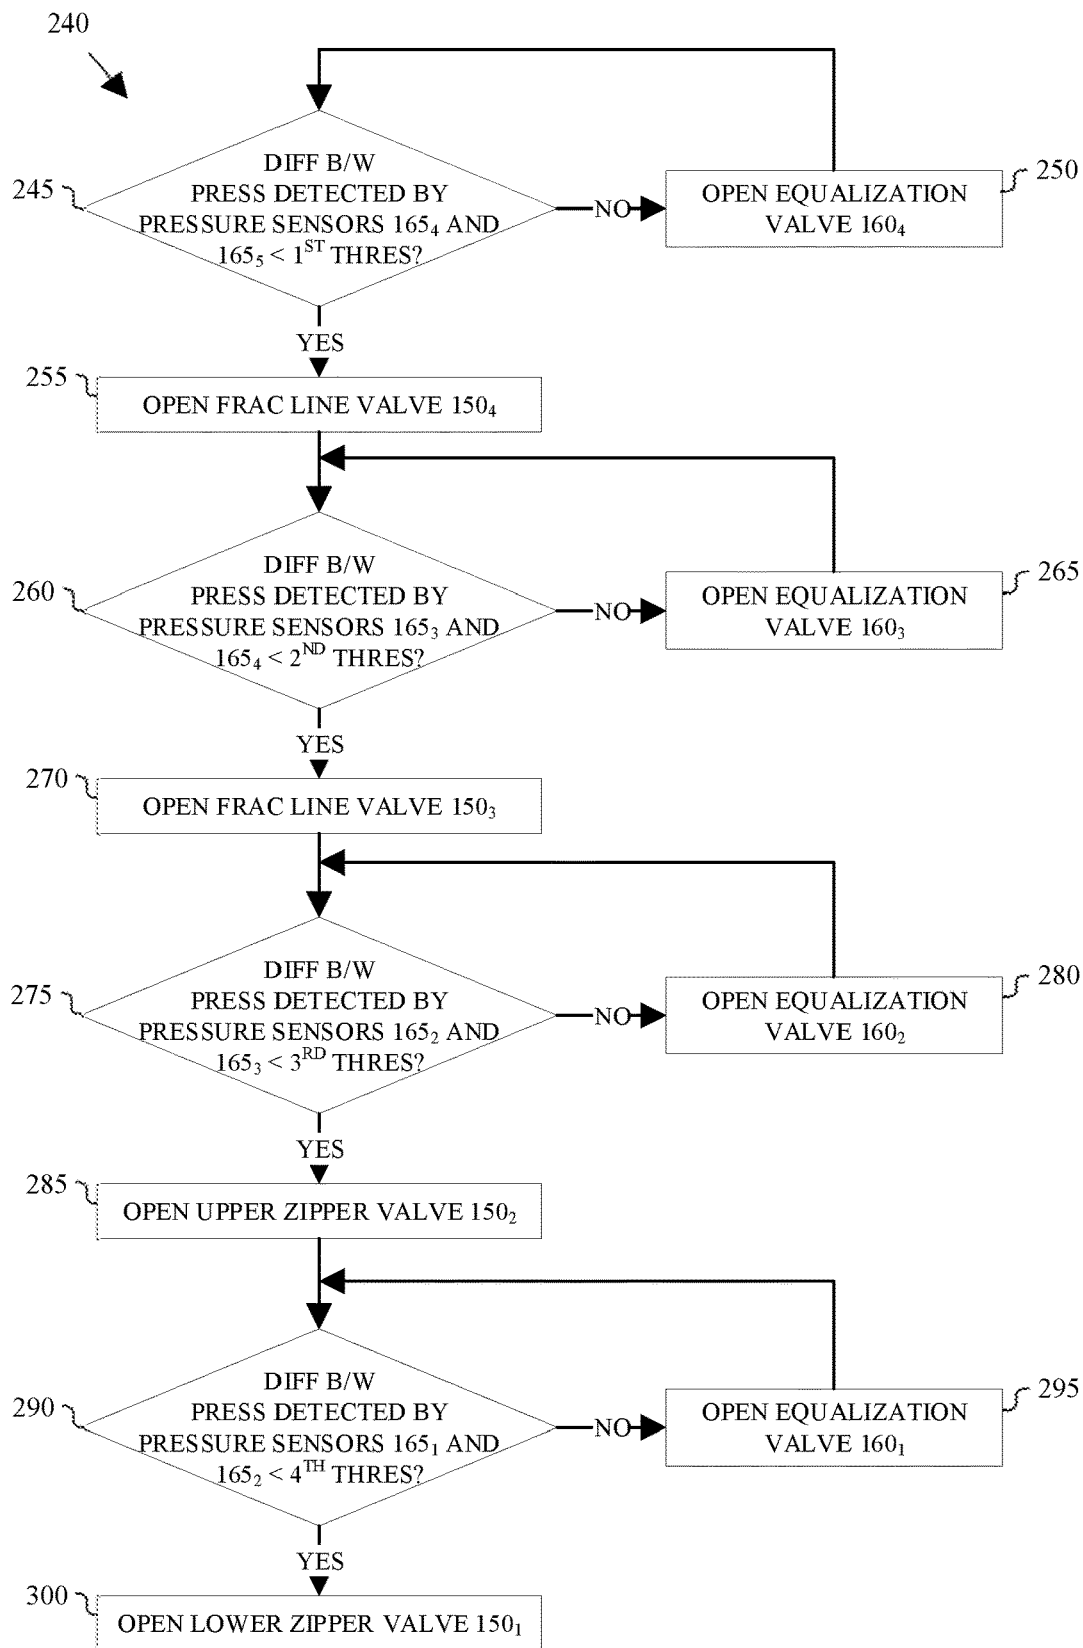 240
DIFF B/W
PRESS DETECTED BY
PRESSURE SENSORS 165₄ AND
165₅ < 1ˢᵀ THRES?
245
NO
OPEN EQUALIZATION
VALVE 160₄
250
YES
255
OPEN FRAC LINE VALVE 150₄
DIFF B/W
PRESS DETECTED BY
PRESSURE SENSORS 165₃ AND
165₄ < 2ᴺᴰ THRES?
260
NO
OPEN EQUALIZATION
VALVE 160₃
265
YES
270
OPEN FRAC LINE VALVE 150₃
DIFF B/W
PRESS DETECTED BY
PRESSURE SENSORS 165₂ AND
165₃ < 3ᴿᴰ THRES?
275
NO
OPEN EQUALIZATION
VALVE 160₂
280
YES
285
OPEN UPPER ZIPPER VALVE 150₂
DIFF B/W
PRESS DETECTED BY
PRESSURE SENSORS 165₁ AND
165₂ < 4ᵀᴴ THRES?
290
NO
OPEN EQUALIZATION
VALVE 160₁
295
YES
300
OPEN LOWER ZIPPER VALVE 150₁